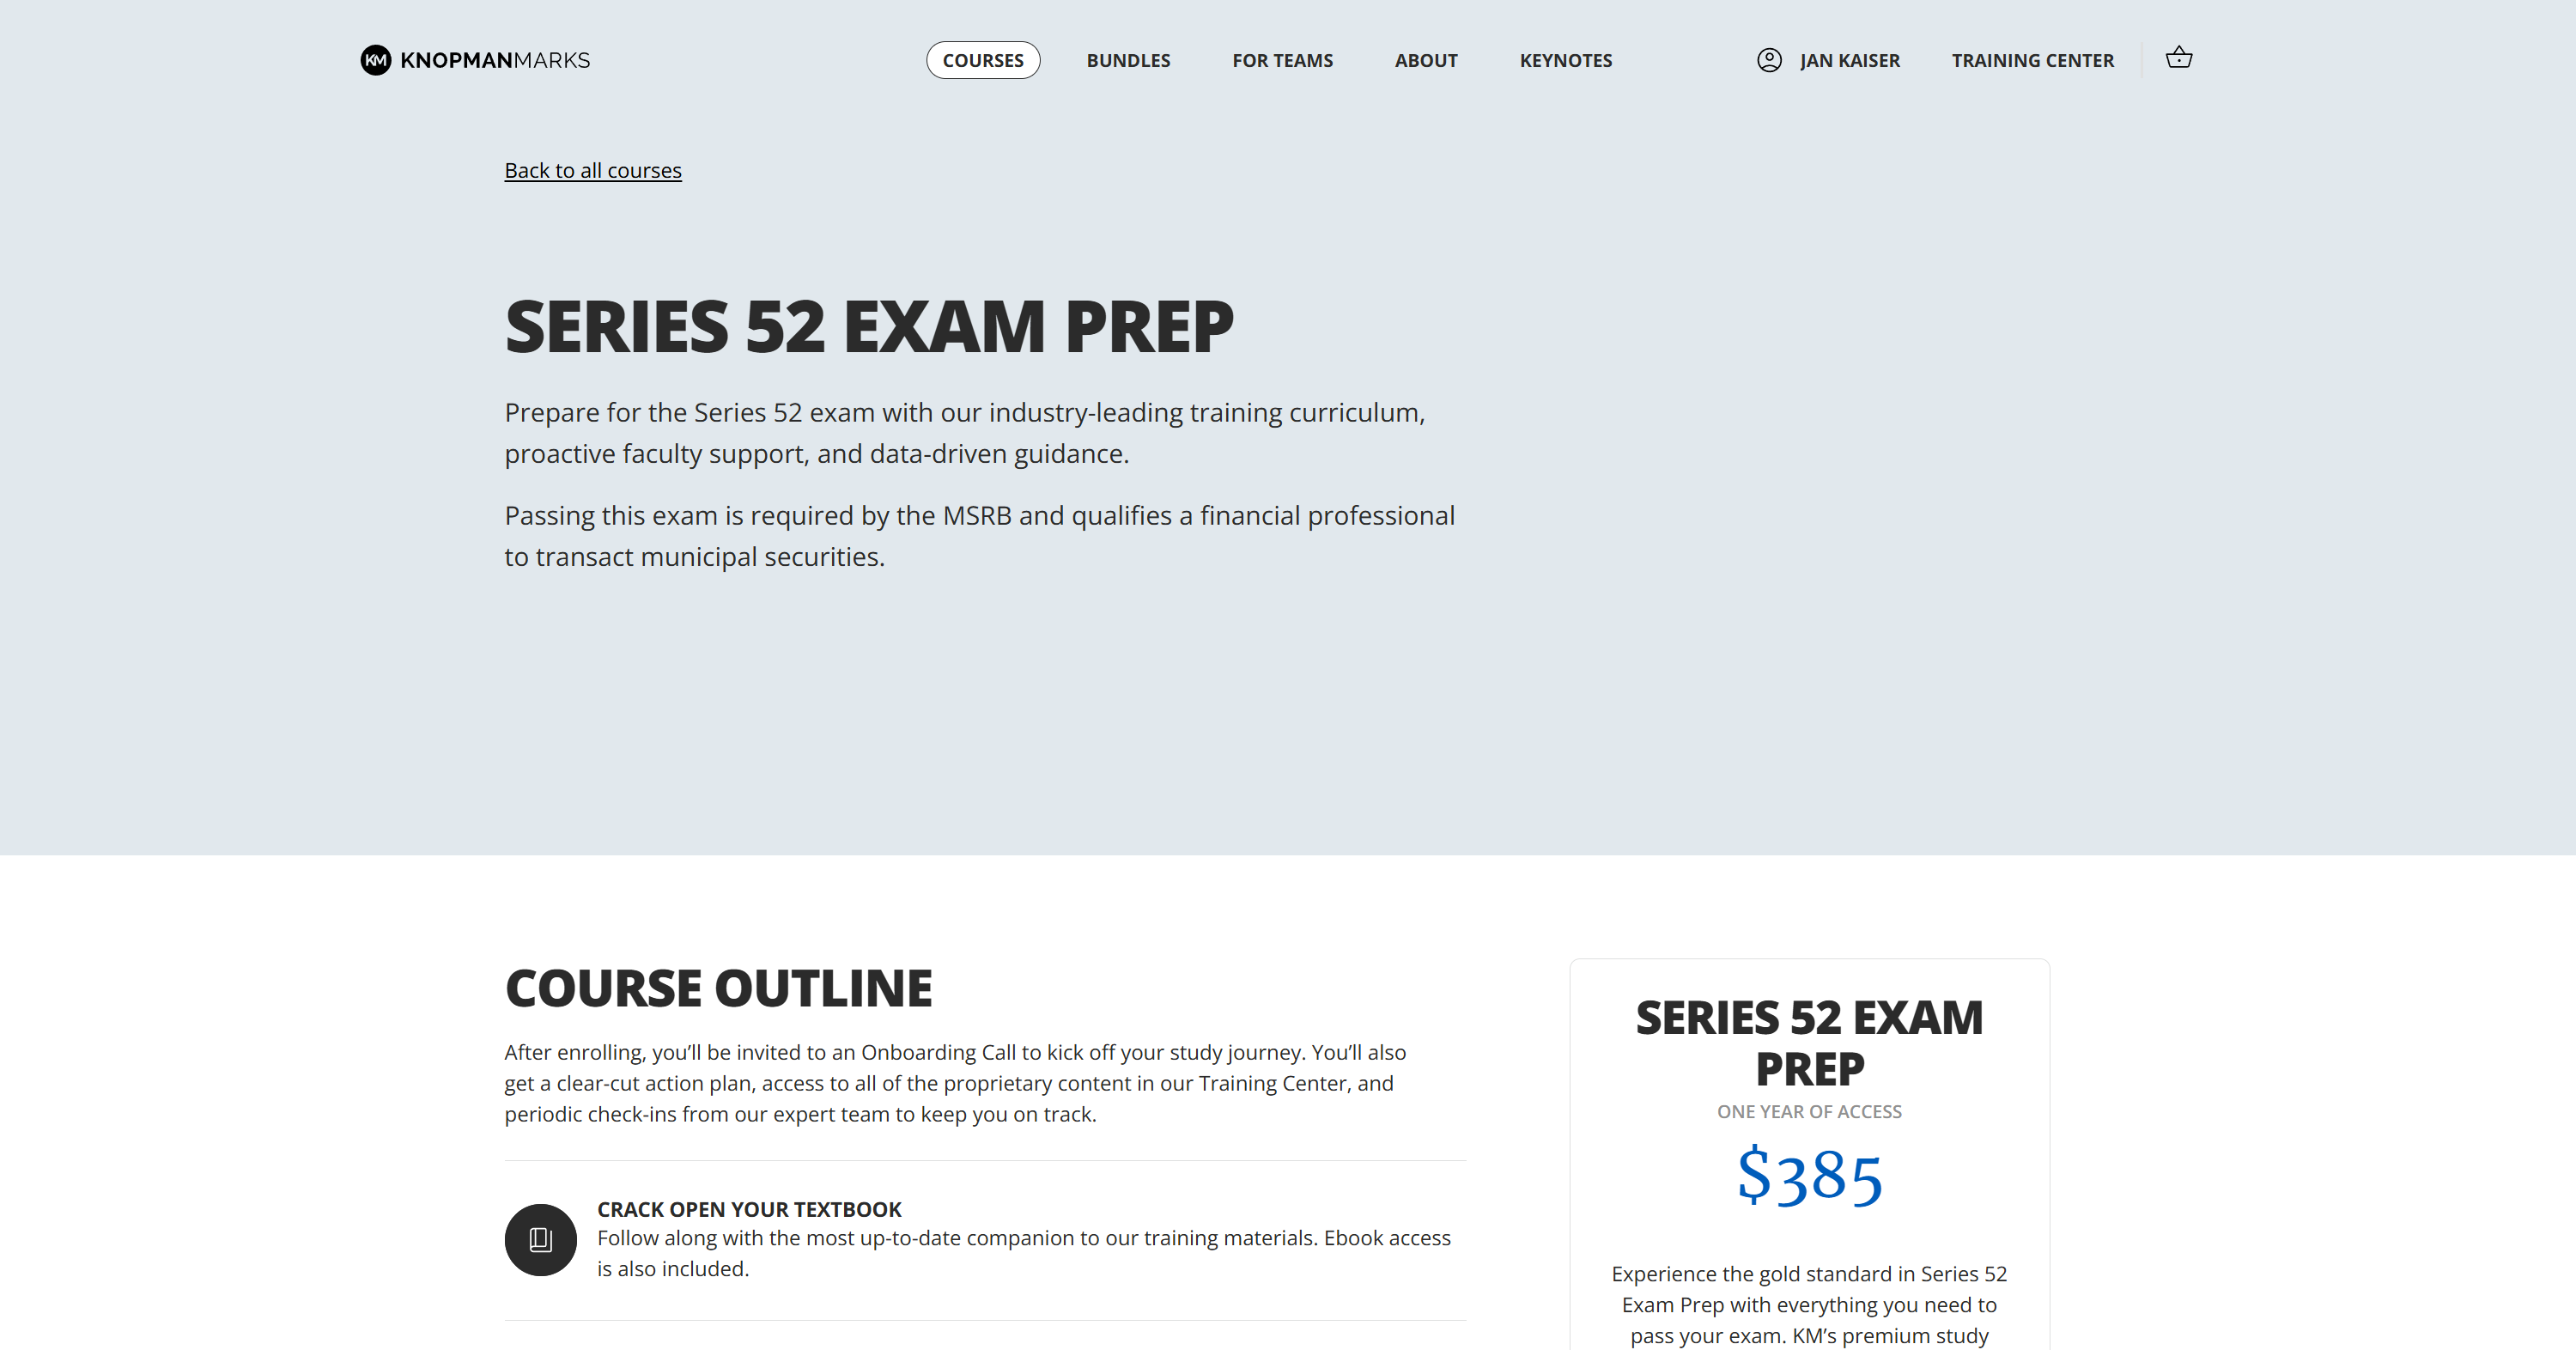 KM KNOPMANMARKS
COURSES
BUNDLES
FOR TEAMS
ABOUT
KEYNOTES
JAN KAISER
TRAINING CENTER
Back to all courses
SERIES 52 EXAM PREP
Prepare for the Series 52 exam with our industry-leading training curriculum,
proactive faculty support, and data-driven guidance.
Passing this exam is required by the MSRB and qualifies a financial professional
to transact municipal securities.
COURSE OUTLINE
After enrolling, you’ll be invited to an Onboarding Call to kick off your study journey. You’ll also
get a clear-cut action plan, access to all of the proprietary content in our Training Center, and
periodic check-ins from our expert team to keep you on track.
CRACK OPEN YOUR TEXTBOOK
Follow along with the most up-to-date companion to our training materials. Ebook access
is also included.
SERIES 52 EXAM
PREP
ONE YEAR OF ACCESS
$385
Experience the gold standard in Series 52
Exam Prep with everything you need to
pass your exam. KM’s premium study